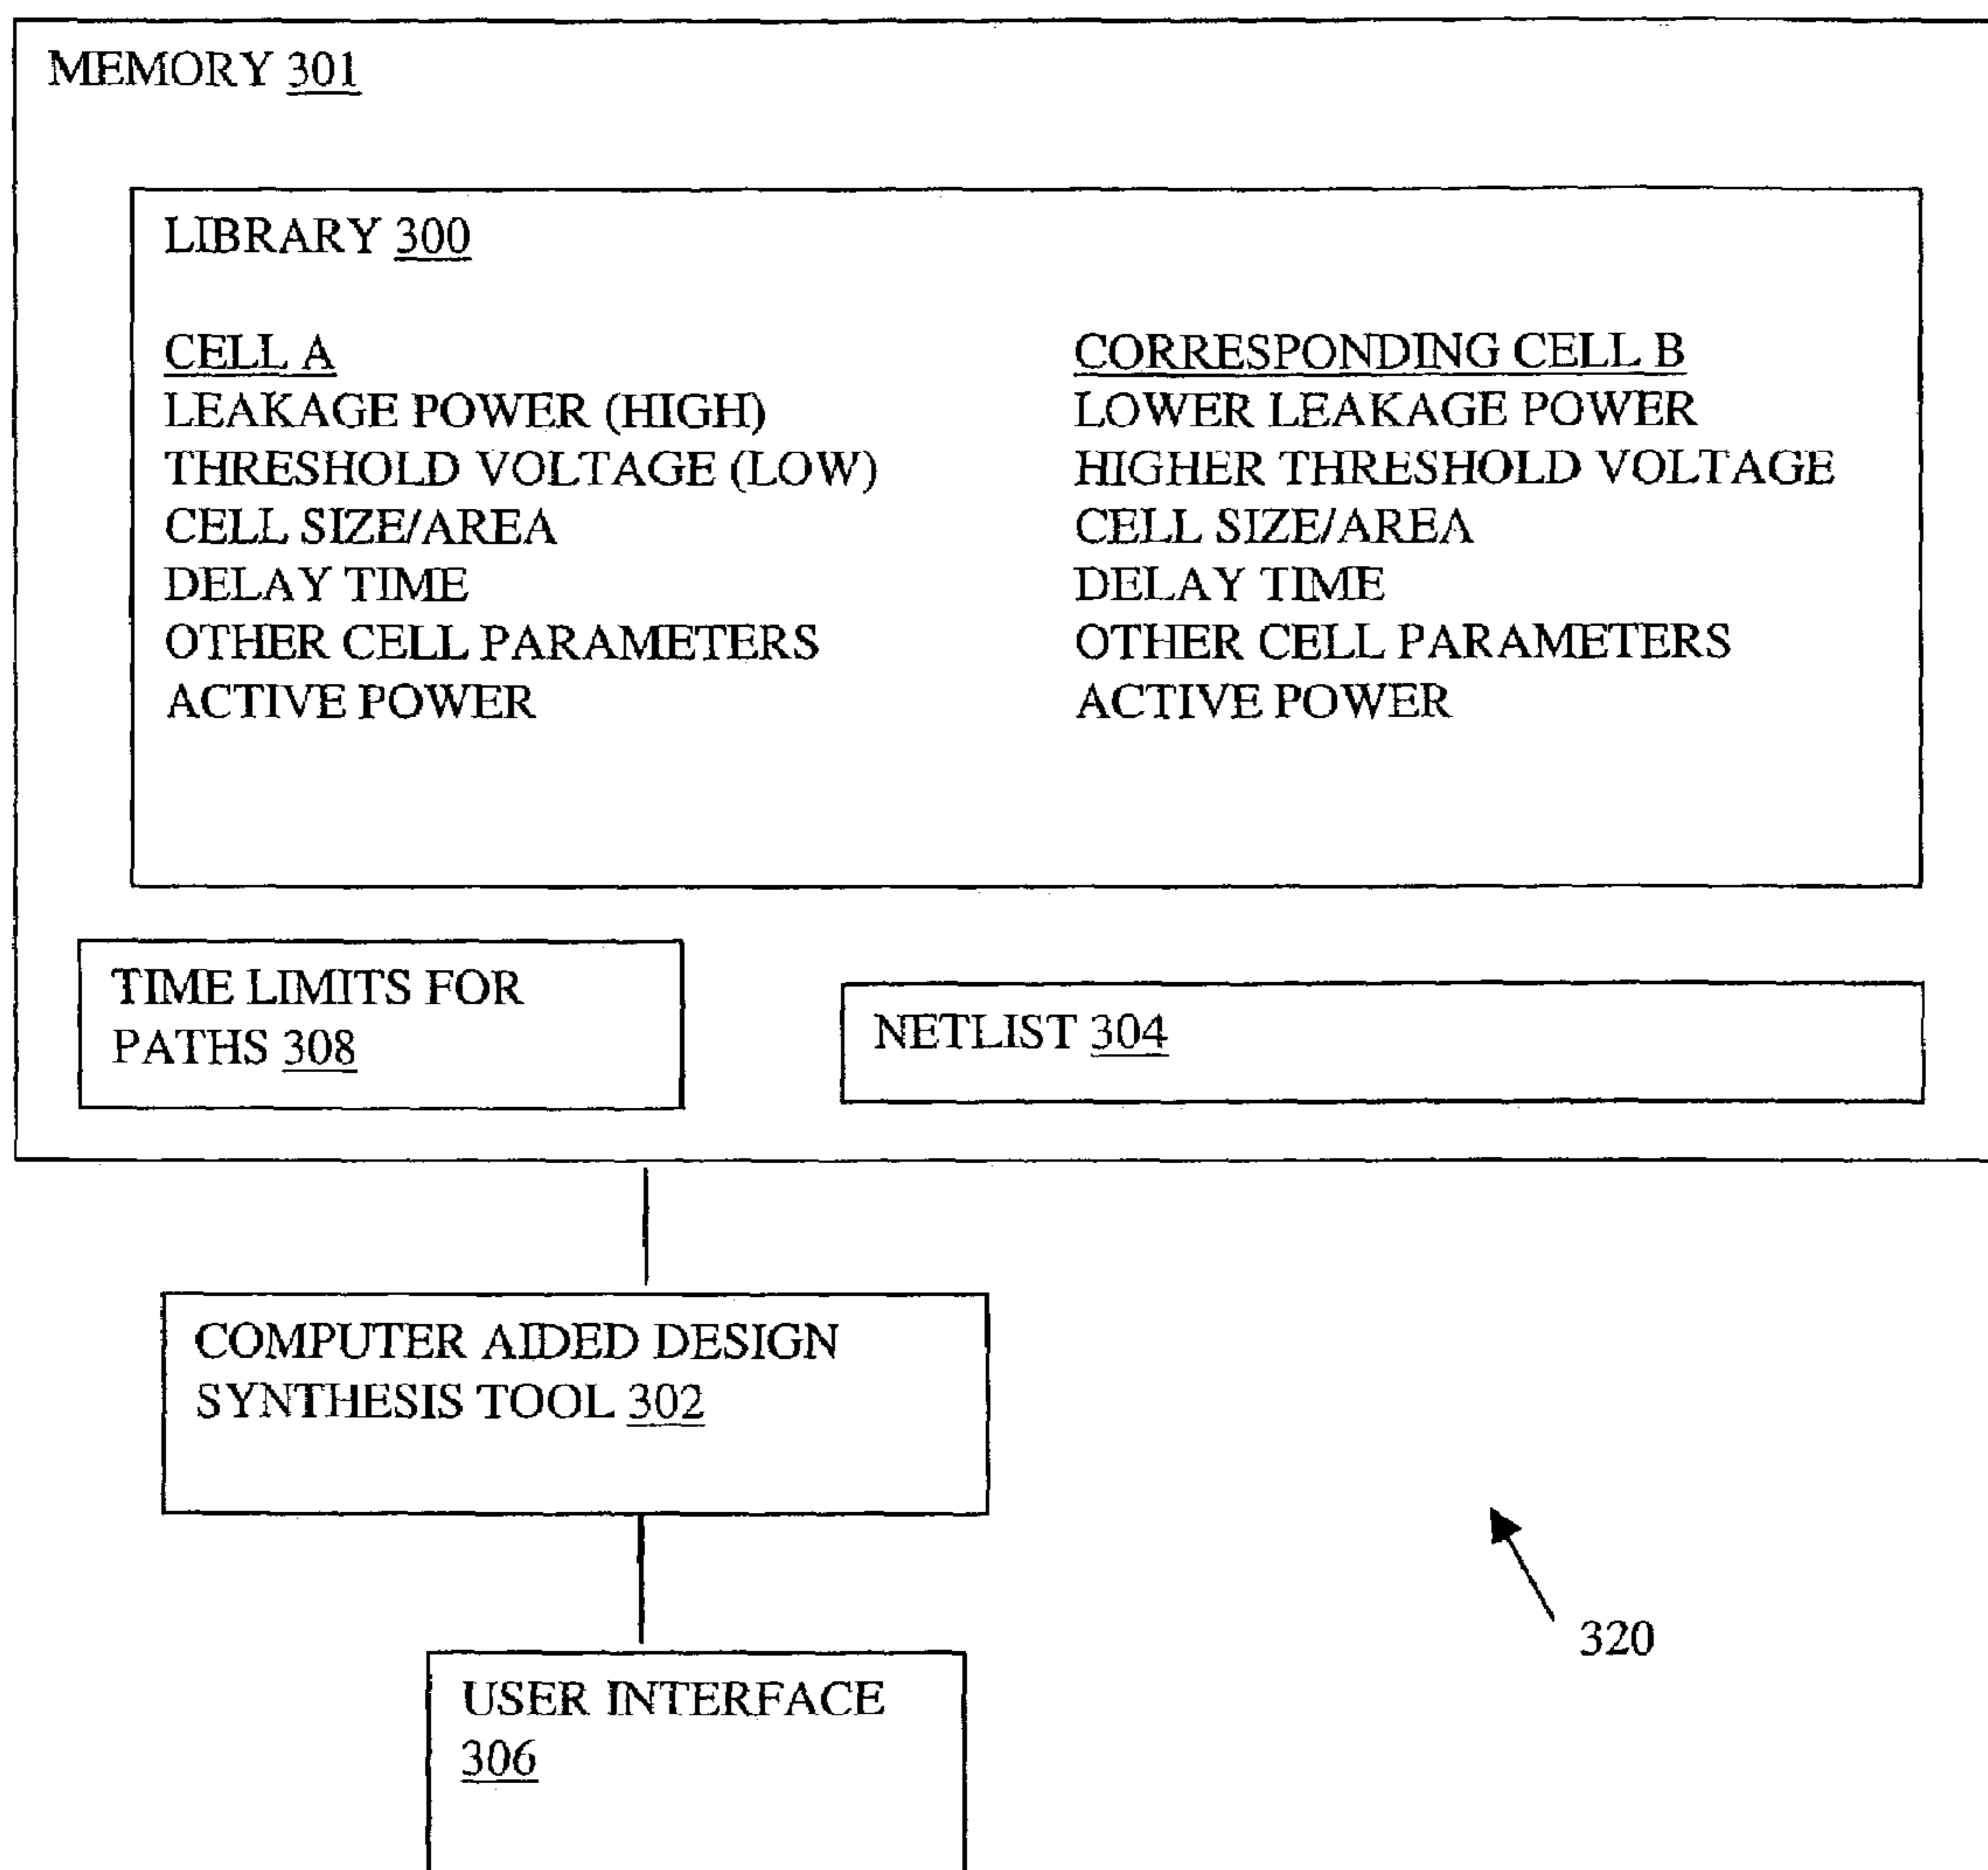 MEMORY 301
LIBRARY 300
CELL A
LEAKAGE POWER (HIGH)
THRESHOLD VOLTAGE (LOW)
CELL SIZE/AREA
DELAY TIME
OTHER CELL PARAMETERS
ACTIVE POWER
CORRESPONDING CELL B
LOWER LEAKAGE POWER
HIGHER THRESHOLD VOLTAGE
CELL SIZE/AREA
DELAY TIME
OTHER CELL PARAMETERS
ACTIVE POWER
TIME LIMITS FOR
PATHS 308
NETLIST 304
COMPUTER AIDED DESIGN
SYNTHESIS TOOL 302
320
USER INTERFACE
306